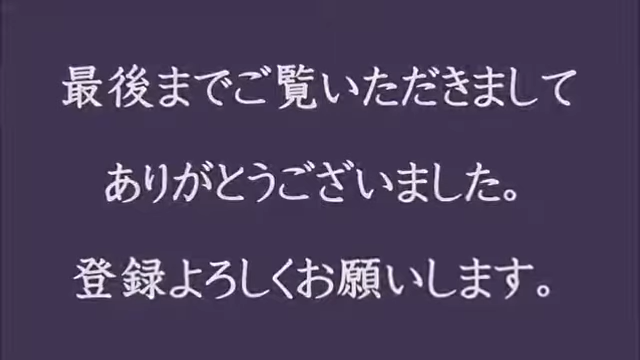 最後までご覧いただきまして
ありがとうございました。
登録よろしくお願いします。